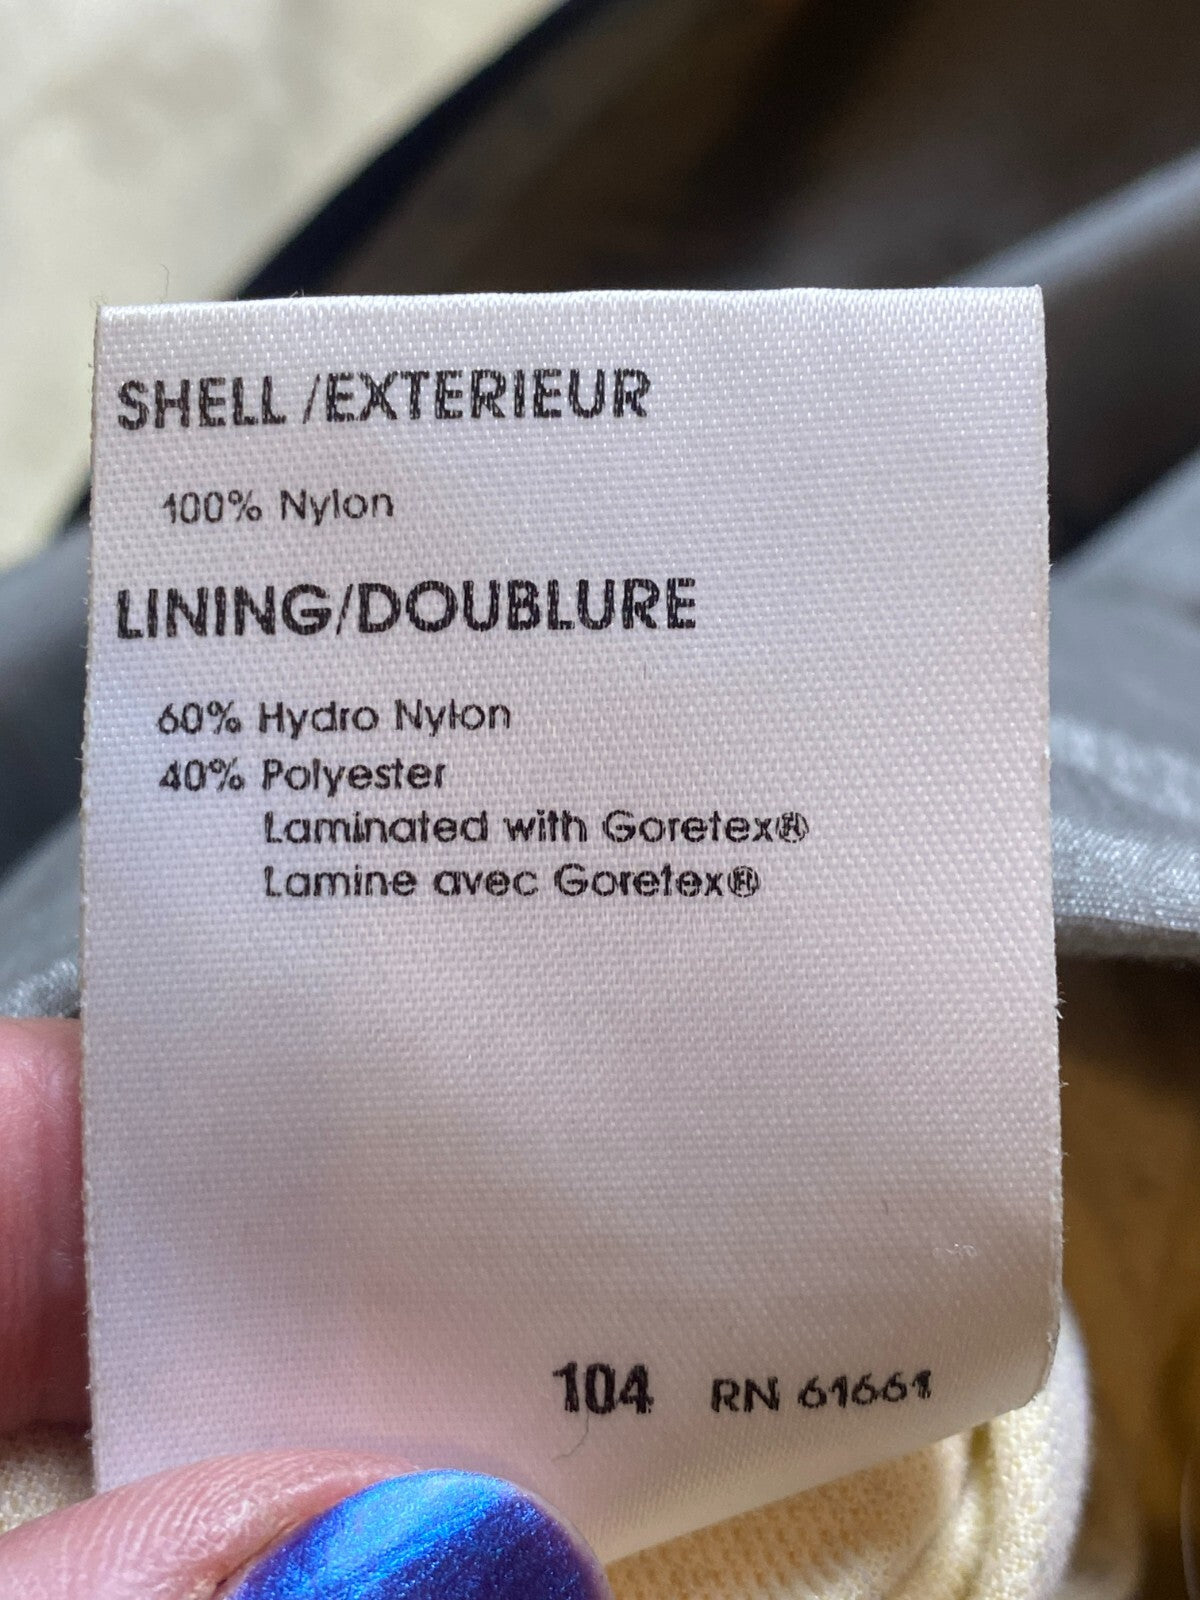 SHELL /EXTERIEUR
100% Nylon
LINING/DOUBLURE
60% Hydro Nylon
40% Polyester
Laminated with Goretex®
Lamine avec Goretex®
104 RN 61661